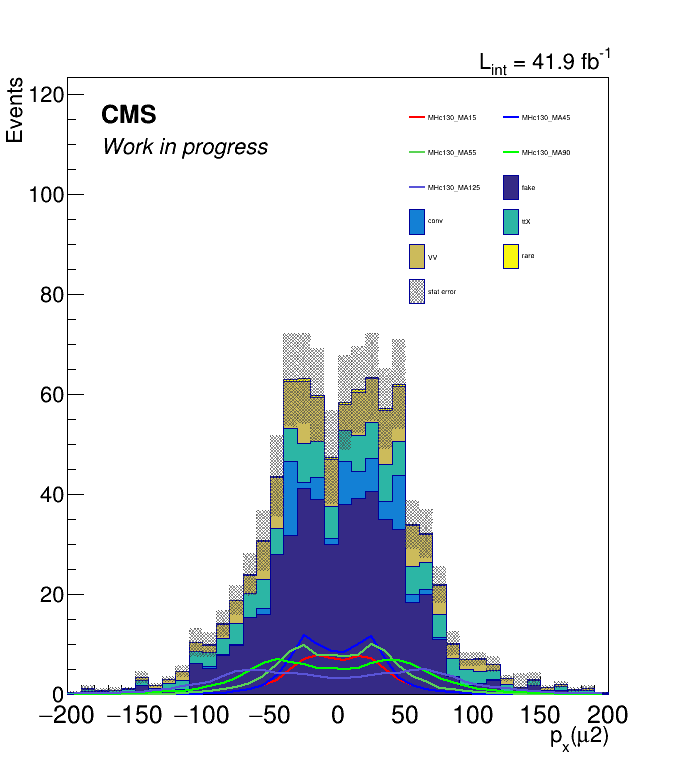 L_int = 41.9 fb^-1
Events
CMS
Work in progress
MHc130_MA15
MHc130_MA45
MHc130_MA55
MHc130_MA90
MHc130_MA125
fake
conv
ttX
VV
rare
stat error
120
100
80
60
40
20
0
−200 −150 −100 −50 0 50 100 150 200
p_x(μ2)